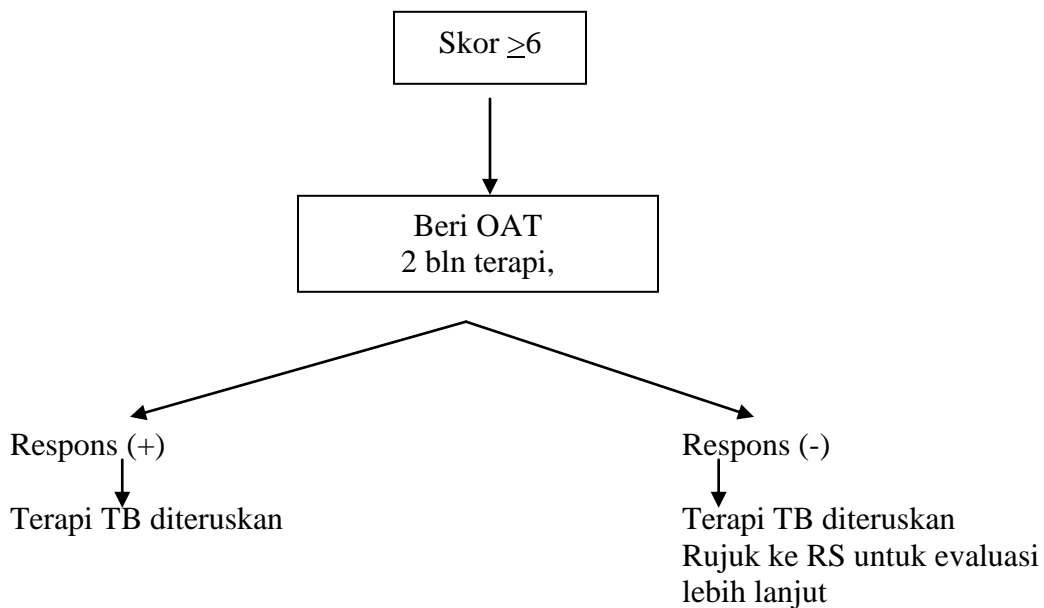 Skor ≥6
Beri OAT
2 bln terapi,
Respons (+)
Respons (-)
Terapi TB diteruskan
Terapi TB diteruskan
Rujuk ke RS untuk evaluasi
lebih lanjut